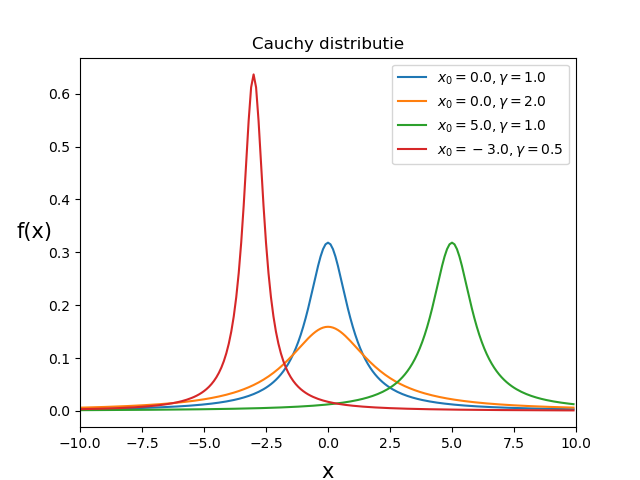 Cauchy distributie
x₀ = 0.0, γ = 1.0
x₀ = 0.0, γ = 2.0
x₀ = 5.0, γ = 1.0
x₀ = −3.0, γ = 0.5
f(x)
0.6
0.5
0.4
0.3
0.2
0.1
0.0
−10.0 −7.5 −5.0 −2.5 0.0 2.5 5.0 7.5 10.0
x